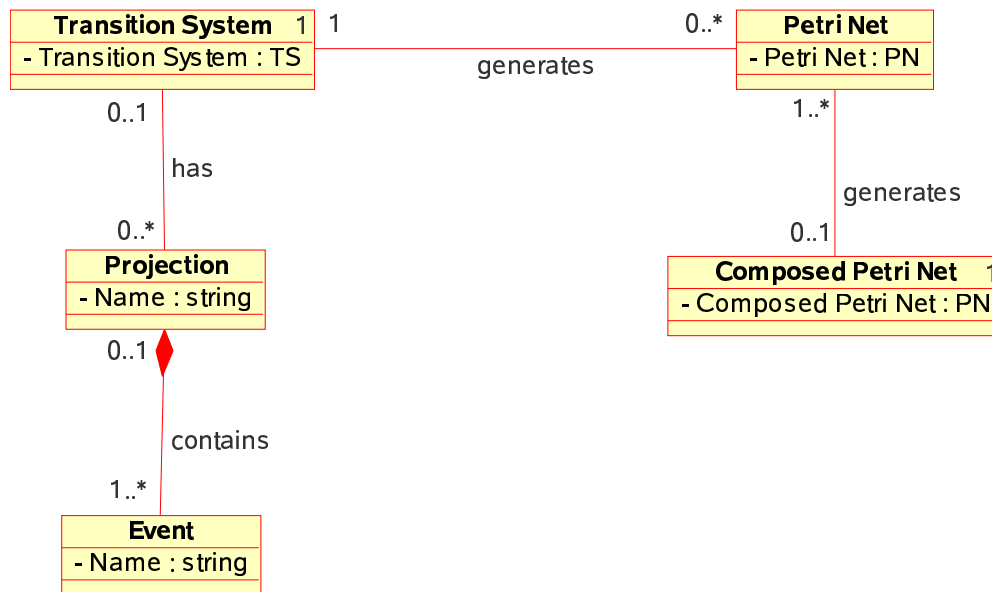 Transition System 1
1
0..*
Petri Net
- Transition System : TS
- Petri Net : PN
generates
0..1
1..*
has
generates
0..*
0..1
Projection
Composed Petri Net 1
- Name : string
- Composed Petri Net : PN
0..1
contains
1..*
Event
- Name : string